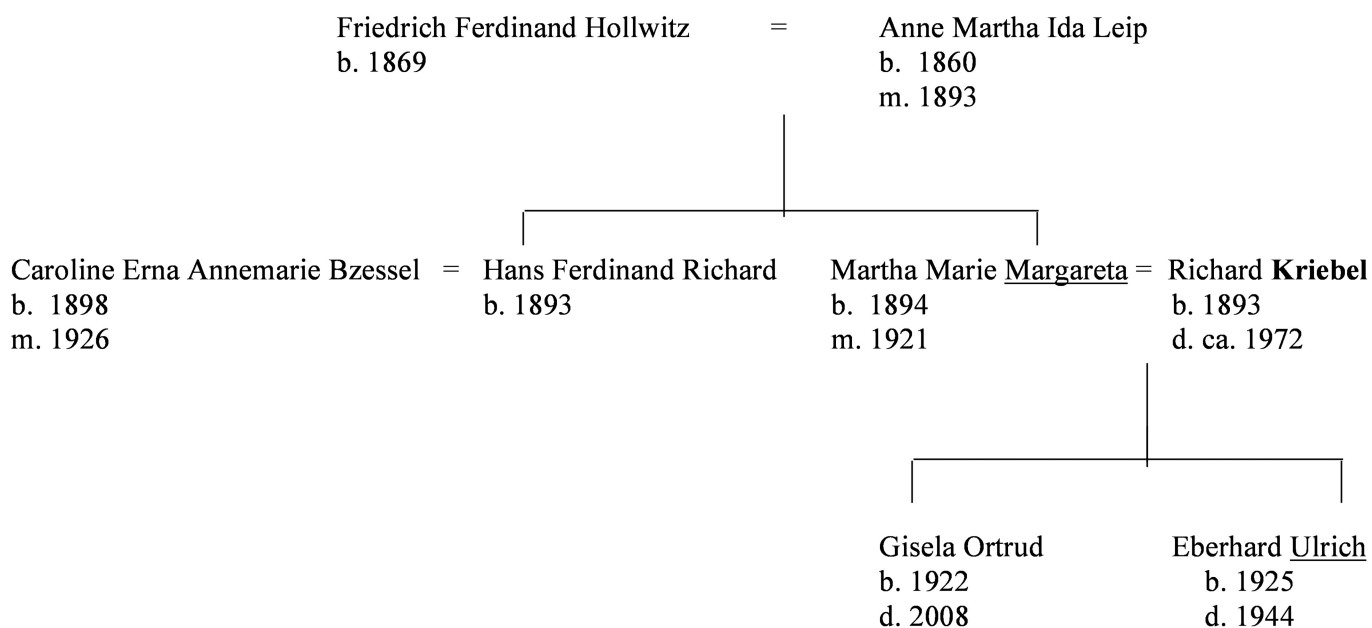 Friedrich Ferdinand Hollwitz = Anne Martha Ida Leip
b. 1869 b. 1860
m. 1893
Caroline Erna Annemarie Bzessel = Hans Ferdinand Richard Martha Marie Margareta = Richard Kriebel
b. 1898 b. 1893 b. 1894 b. 1893
m. 1926 m. 1921 d. ca. 1972
Gisela Ortrud Eberhard Ulrich
b. 1922 b. 1925
d. 2008 d. 1944